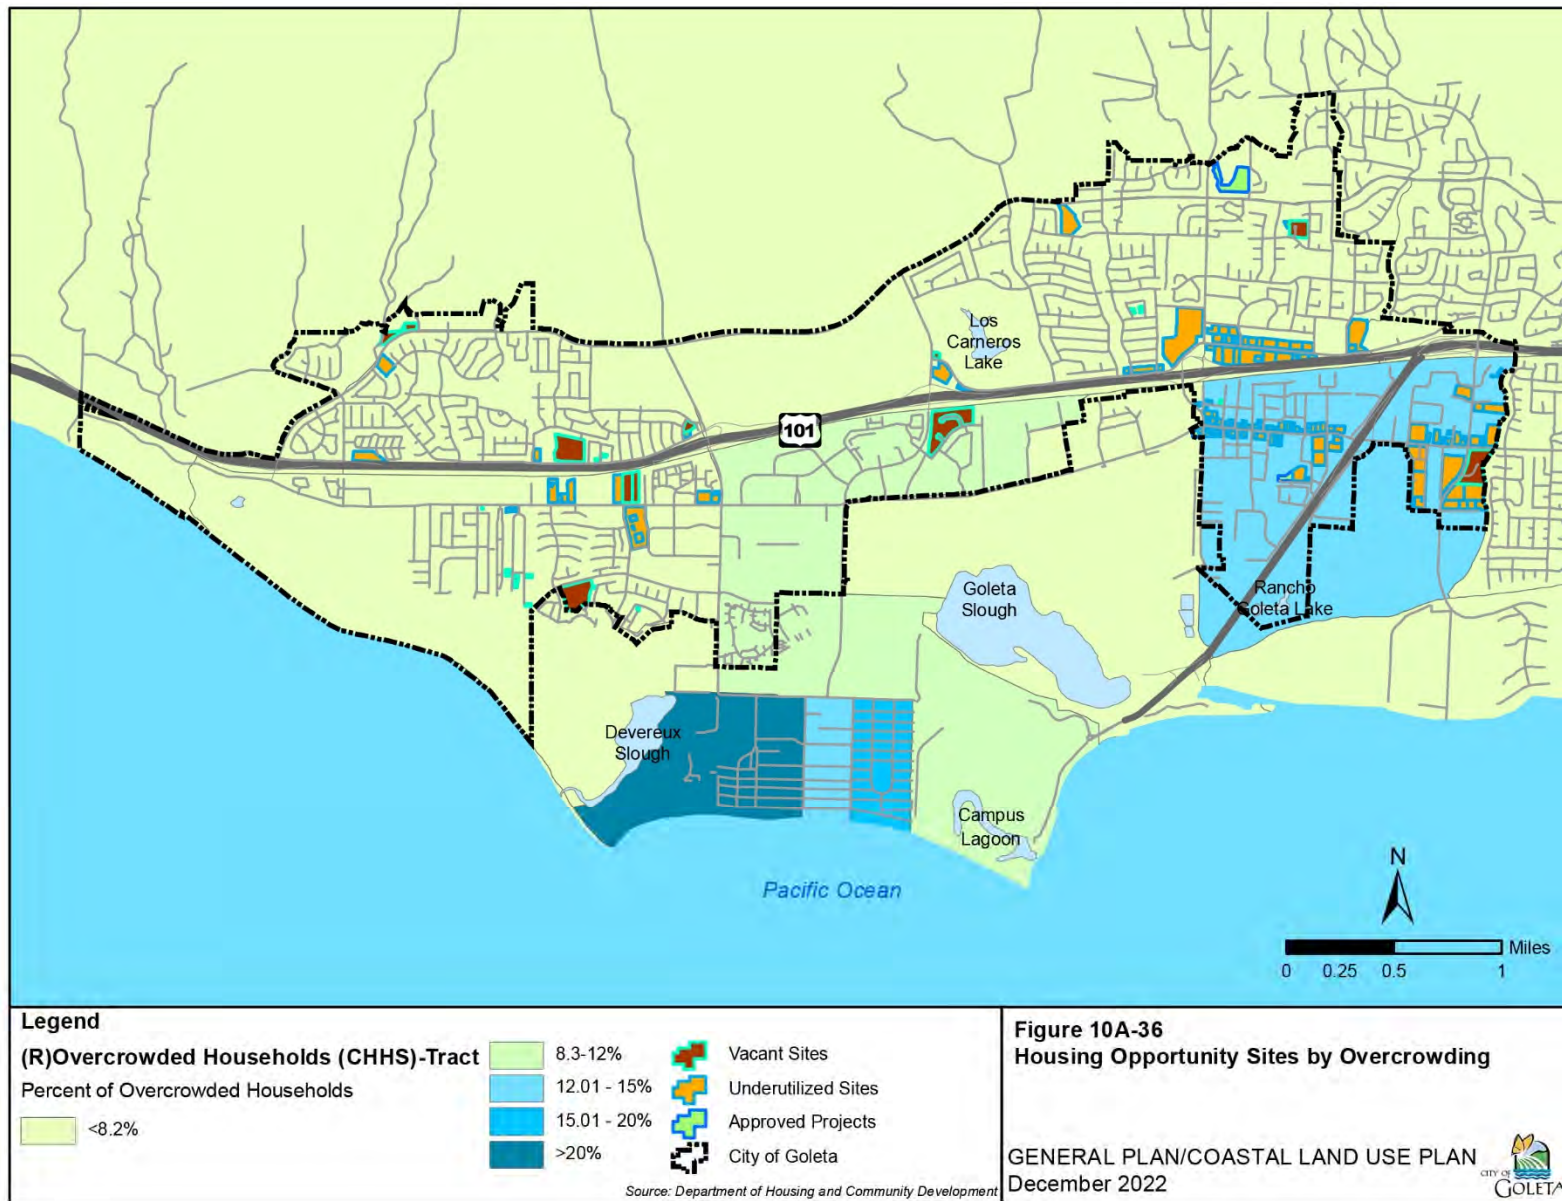 Los
Carneros
Lake
101
Goleta
Slough
Rancho
Goleta Lake
Devereux
Slough
Campus
Lagoon
Pacific Ocean
N
Miles
0 0.25 0.5 1
Legend
(R)Overcrowded Households (CHHS)-Tract
Percent of Overcrowded Households
<8.2%
8.3-12%
12.01 - 15%
15.01 - 20%
>20%
Vacant Sites
Underutilized Sites
Approved Projects
City of Goleta
Source: Department of Housing and Community Development
Figure 10A-36
Housing Opportunity Sites by Overcrowding
GENERAL PLAN/COASTAL LAND USE PLAN
December 2022
CITY OF
GOLETA